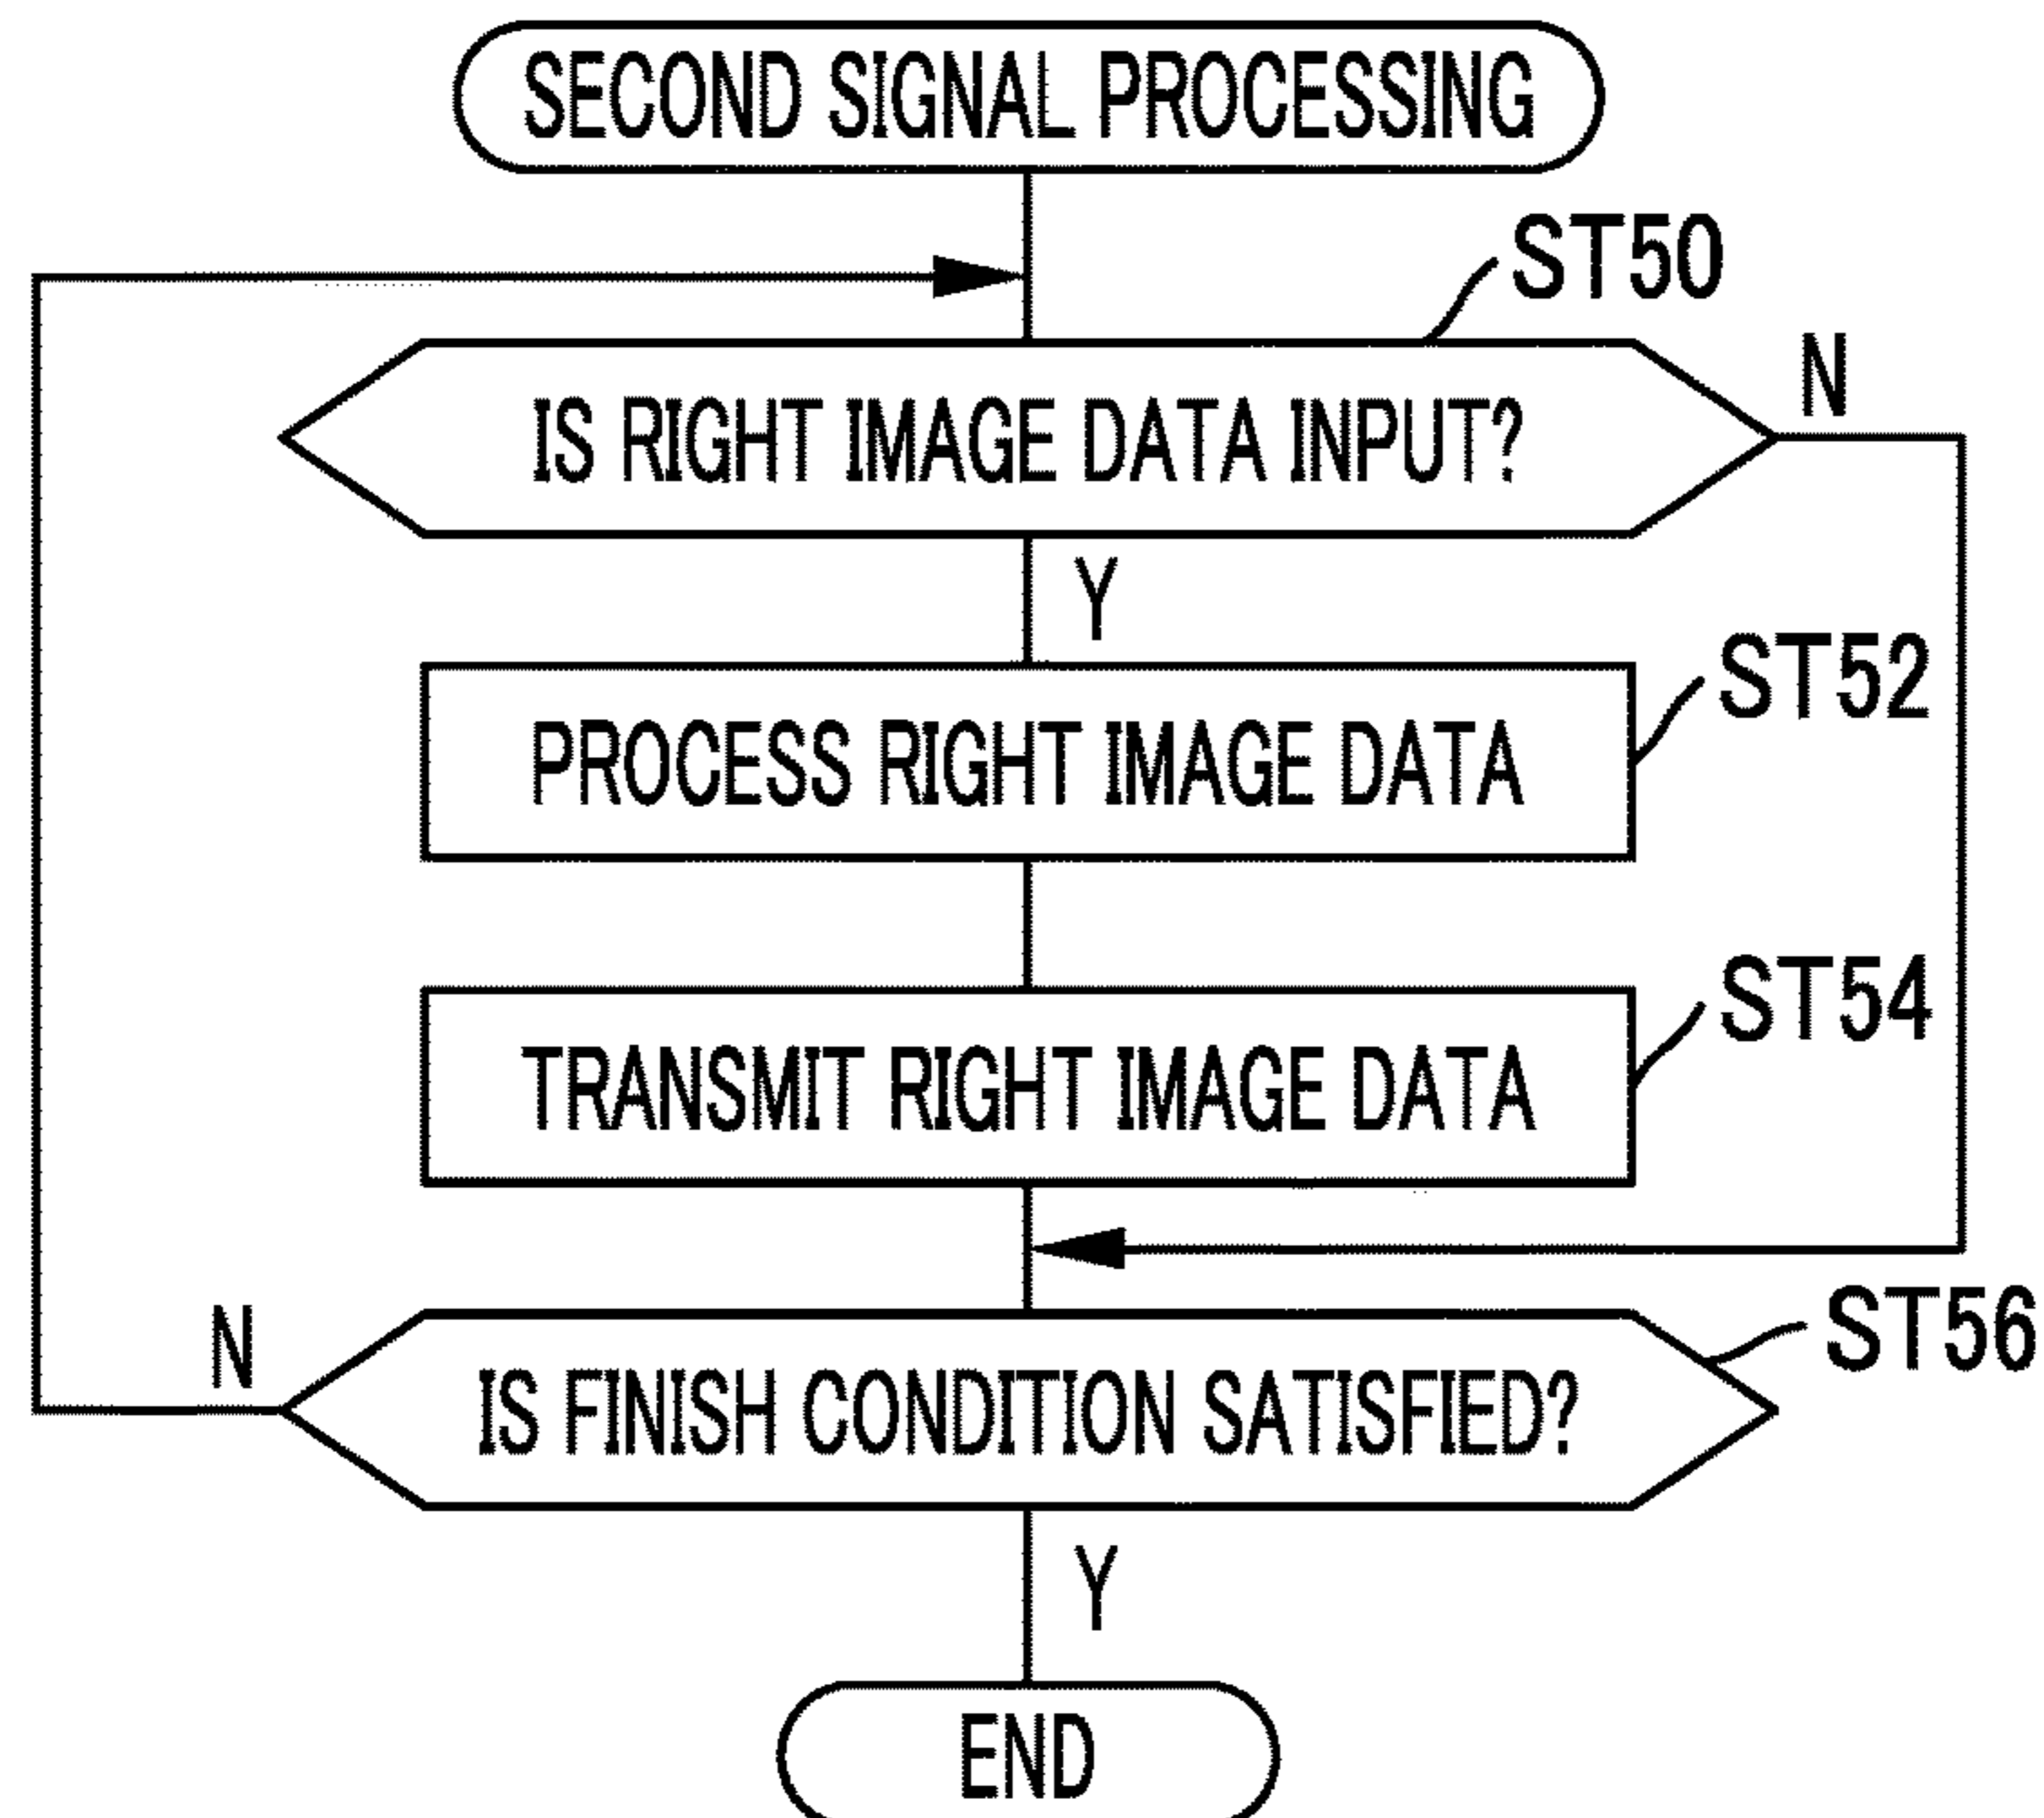 SECOND SIGNAL PROCESSING
ST50
IS RIGHT IMAGE DATA INPUT?
N
Y
ST52
PROCESS RIGHT IMAGE DATA
ST54
TRANSMIT RIGHT IMAGE DATA
ST56
N
IS FINISH CONDITION SATISFIED?
Y
END